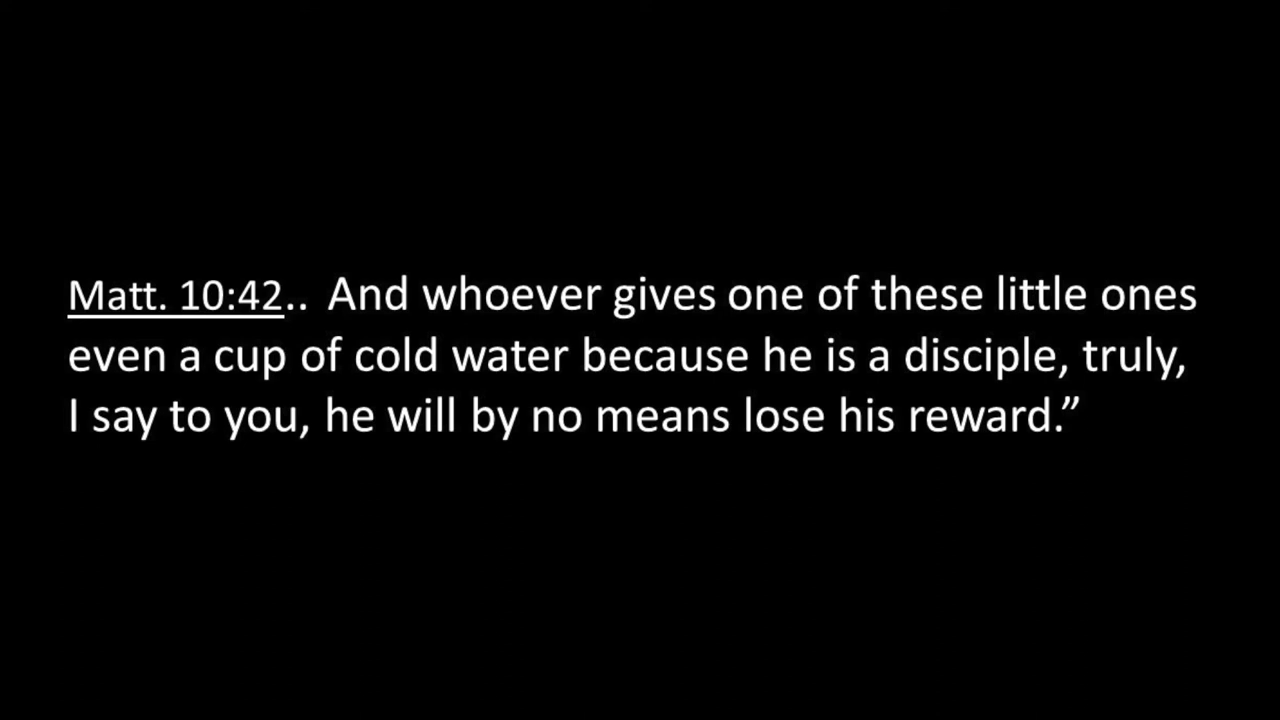 Matt. 10:42.. And whoever gives one of these little ones
even a cup of cold water because he is a disciple, truly,
I say to you, he will by no means lose his reward.”